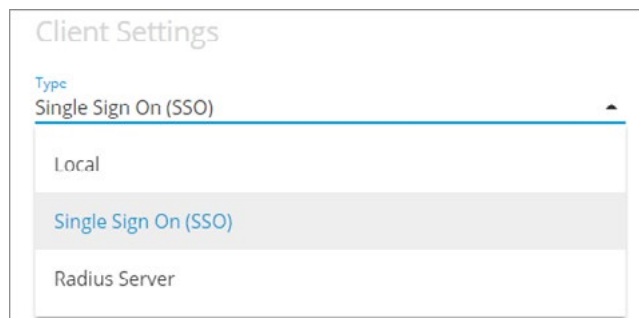 Client Settings
Type
Single Sign On (SSO)
Local
Single Sign On (SSO)
Radius Server